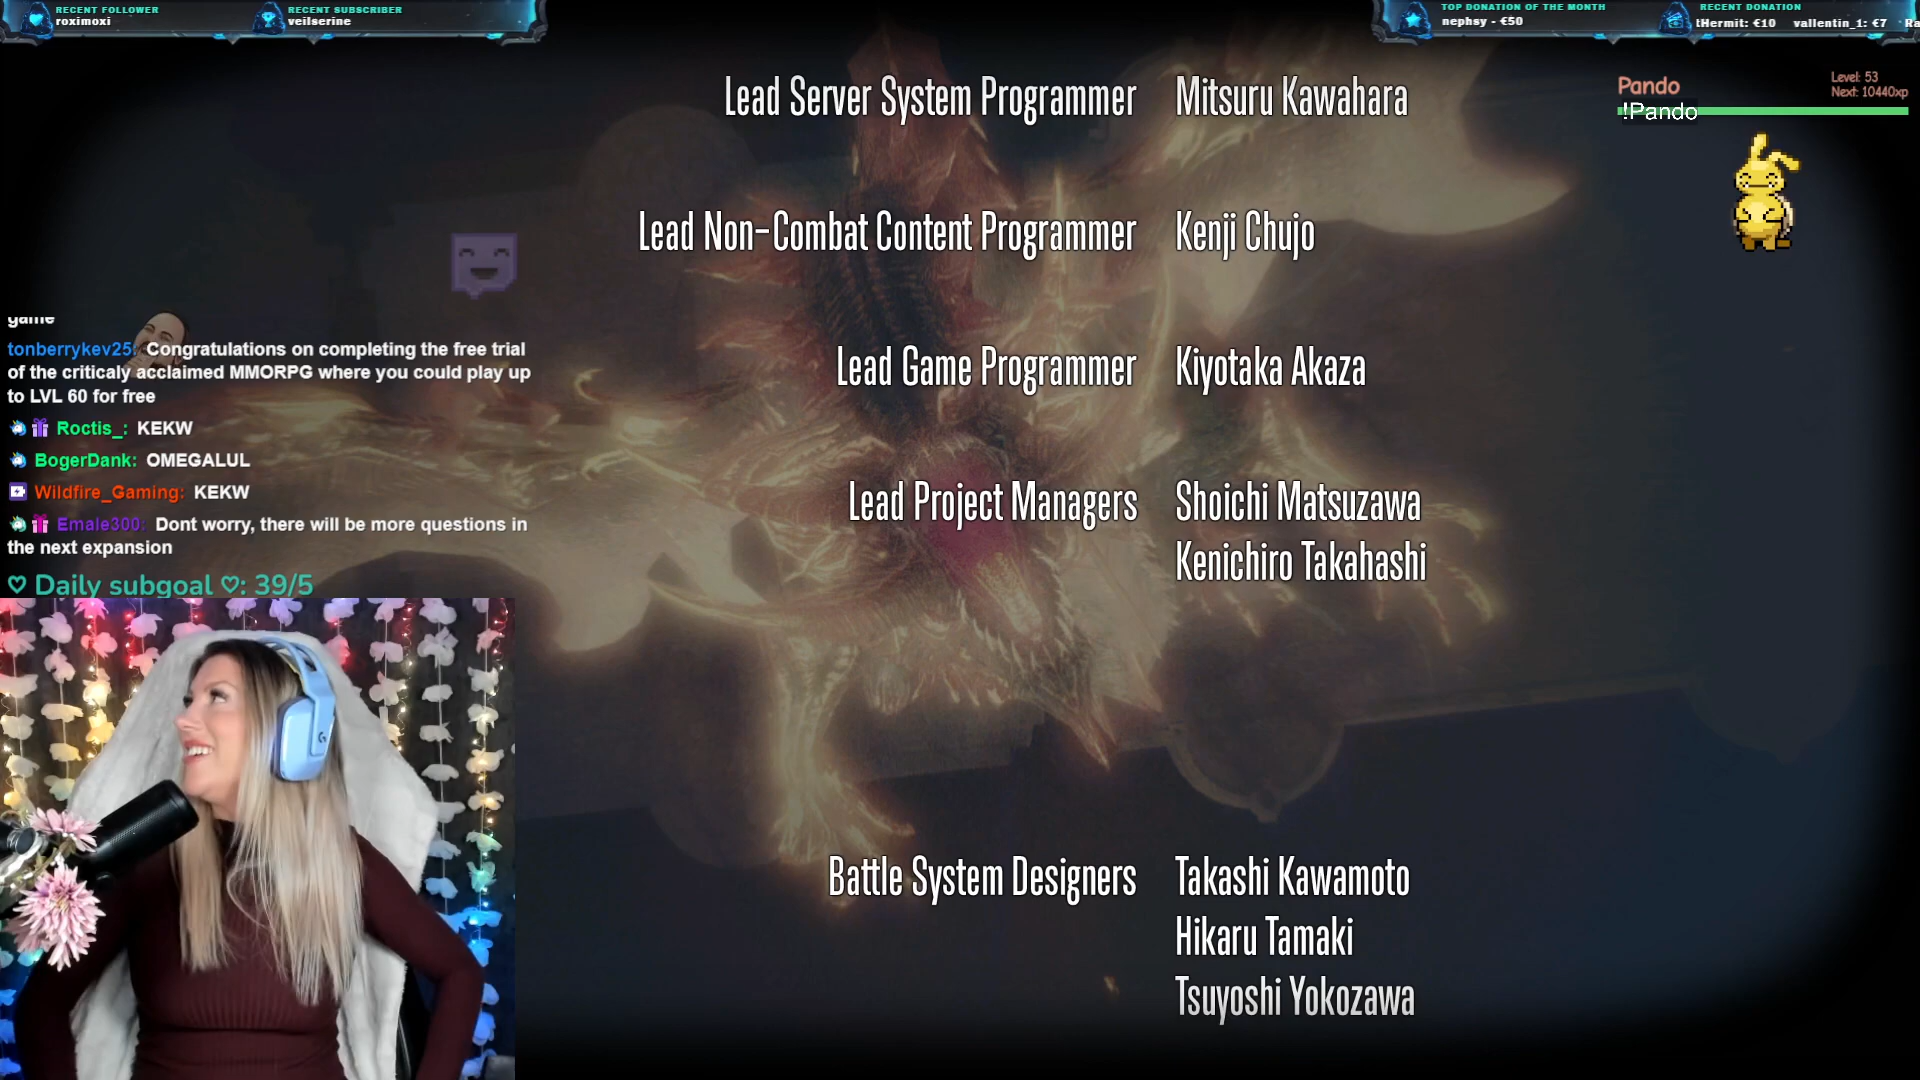 RECENT FOLLOWER
roximoxi
RECENT SUBSCRIBER
veilserine
TOP DONATION OF THE MONTH
nephsy - €50
RECENT DONATION
tHermit: €10 vallentin_1: €7 Ra
Pando
Level: 53
Next: 10440xp
!Pando
Lead Server System Programmer Mitsuru Kawahara
Lead Non-Combat Content Programmer Kenji Chujo
Lead Game Programmer Kiyotaka Akaza
Lead Project Managers Shoichi Matsuzawa
Kenichiro Takahashi
Battle System Designers Takashi Kawamoto
Hikaru Tamaki
Tsuyoshi Yokozawa
game
tonberrykev25: Congratulations on completing the free trial
of the criticaly acclaimed MMORPG where you could play up
to LVL 60 for free
Roctis_: KEKW
BogerDank: OMEGALUL
Wildfire_Gaming: KEKW
Emale300: Dont worry, there will be more questions in
the next expansion
♡ Daily subgoal ♡: 39/5